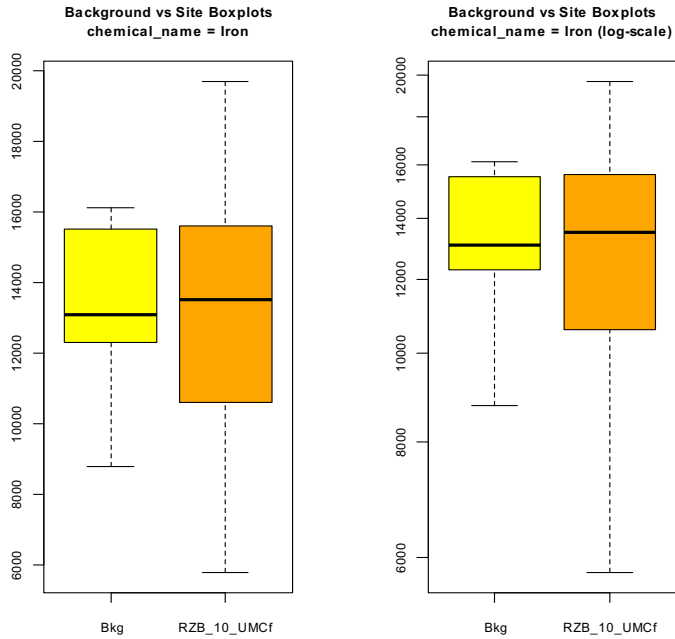 Background vs Site Boxplots
chemical_name = Iron
20000
18000
16000
14000
12000
10000
8000
6000
Bkg
RZB_10_UMCf
Background vs Site Boxplots
chemical_name = Iron (log-scale)
20000
16000
14000
12000
10000
8000
6000
Bkg
RZB_10_UMCf